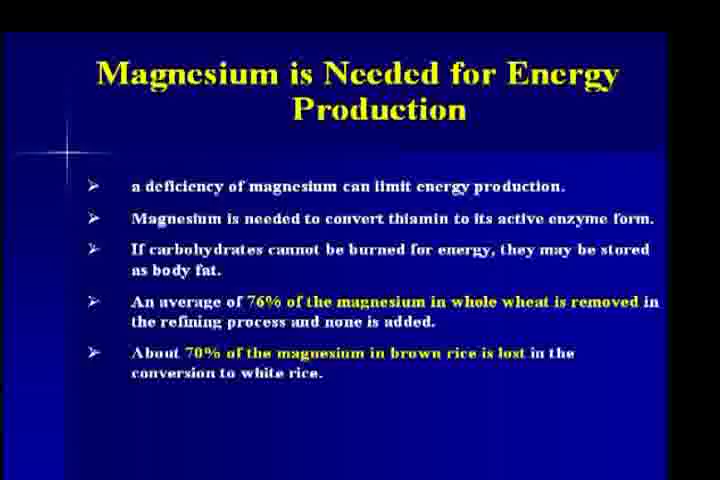 Magnesium is Needed for Energy
Production
a deficiency of magnesium can limit energy production.
Magnesium is needed to convert thiamin to its active enzyme form.
If carbohydrates cannot be burned for energy, they may be stored
as body fat.
An average of 76% of the magnesium in whole wheat is removed in
the refining process and none is added.
About 70% of the magnesium in brown rice is lost in the
conversion to white rice.